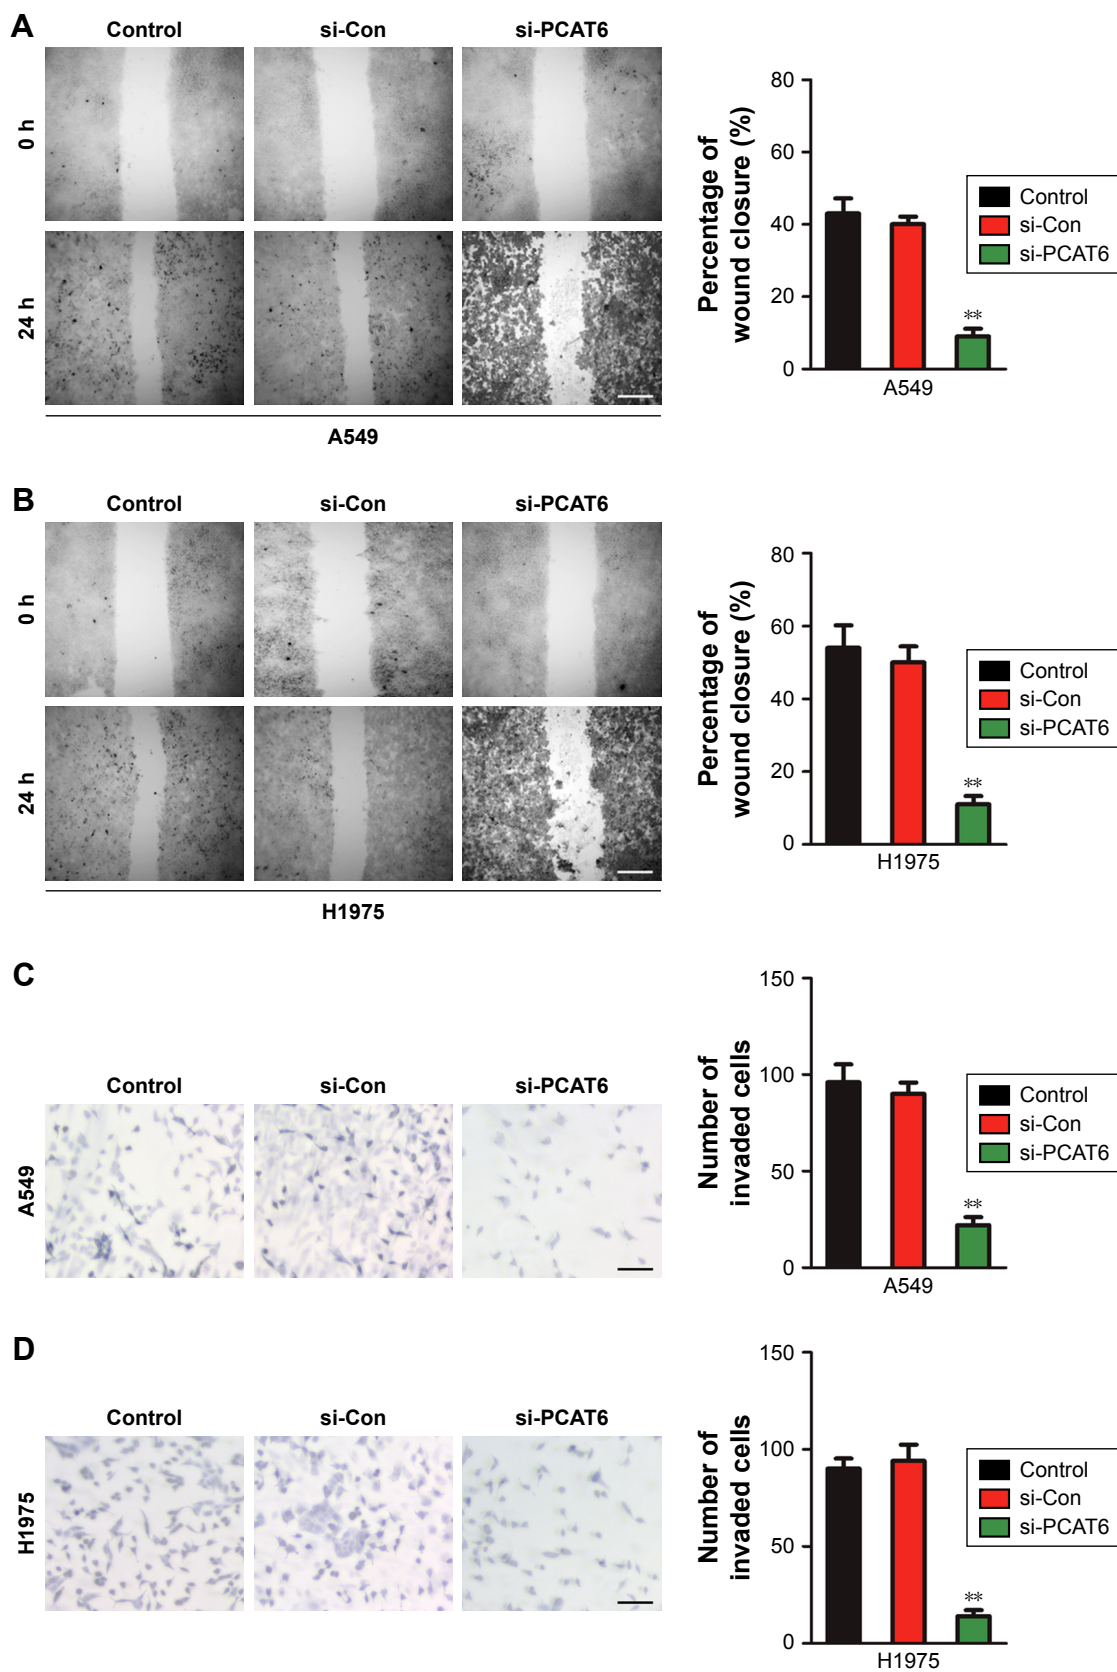 A
Control
si-Con
si-PCAT6
0 h
24 h
A549
Percentage of
wound closure (%)
80
60
40
20
0
**
A549
Control
si-Con
si-PCAT6
B
Control
si-Con
si-PCAT6
0 h
24 h
H1975
Percentage of
wound closure (%)
80
60
40
20
0
**
H1975
Control
si-Con
si-PCAT6
C
Control
si-Con
si-PCAT6
A549
Number of
invaded cells
150
100
50
0
**
A549
Control
si-Con
si-PCAT6
D
Control
si-Con
si-PCAT6
H1975
Number of
invaded cells
150
100
50
0
**
H1975
Control
si-Con
si-PCAT6